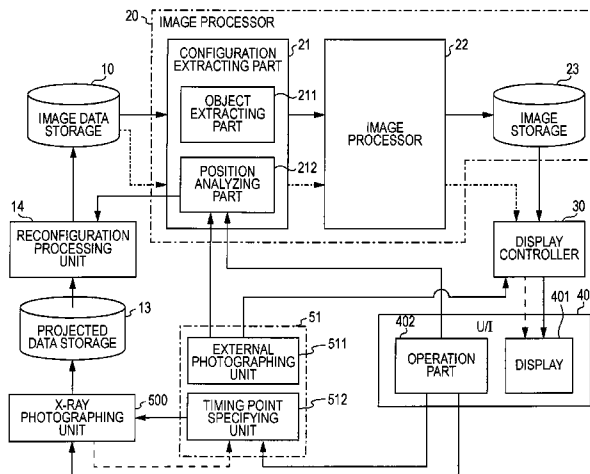 20
IMAGE PROCESSOR
10
CONFIGURATION
EXTRACTING PART
21
22
23
IMAGE DATA
STORAGE
OBJECT
EXTRACTING
PART
211
IMAGE
PROCESSOR
IMAGE
STORAGE
POSITION
ANALYZING
PART
212
14
RECONFIGURATION
PROCESSING
UNIT
30
DISPLAY
CONTROLLER
13
PROJECTED
DATA STORAGE
51
EXTERNAL
PHOTOGRAPHING
UNIT
511
402
U/I
401
40
OPERATION
PART
DISPLAY
X-RAY
PHOTOGRAPHING
UNIT
500
TIMING POINT
SPECIFYING
UNIT
512